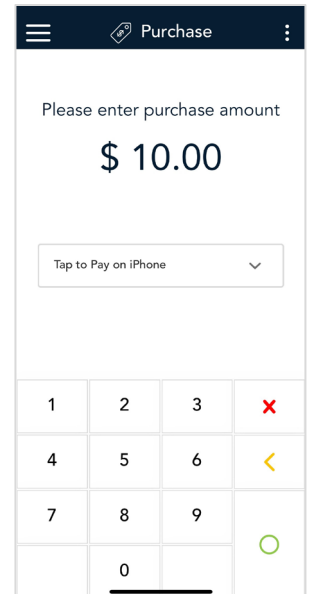 Purchase
Please enter purchase amount
$ 10.00
Tap to Pay on iPhone
1 2 3
4 5 6
7 8 9
0